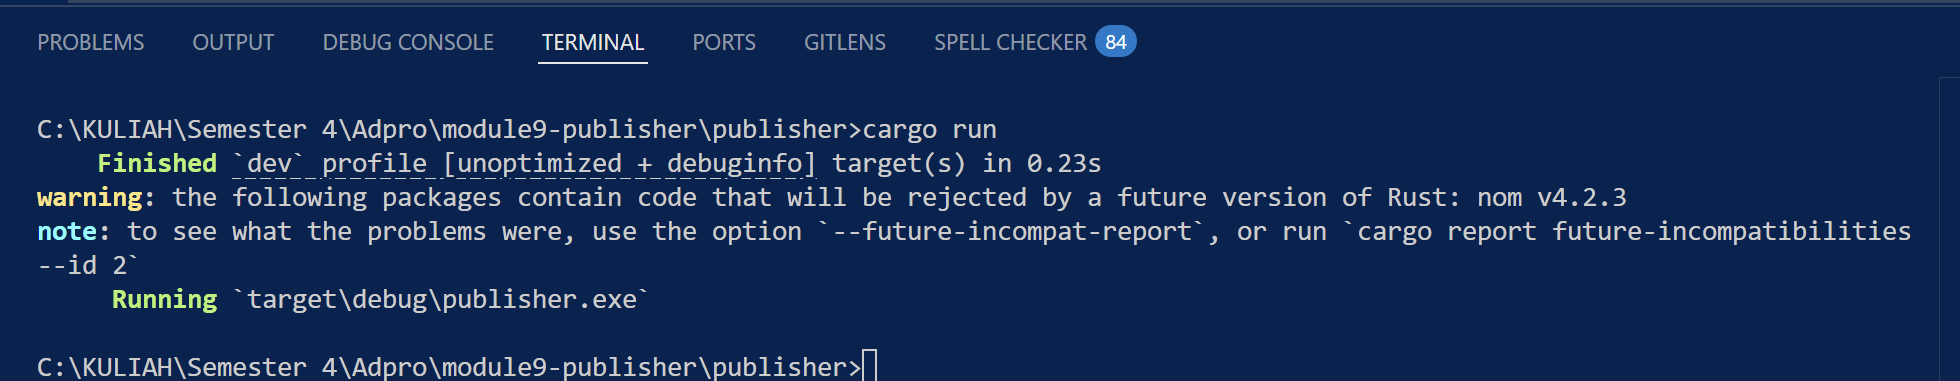 PROBLEMS OUTPUT DEBUG CONSOLE TERMINAL PORTS GITLENS SPELL CHECKER 84
C:\KULIAH\Semester 4\Adpro\module9-publisher\publisher>cargo run
Finished `dev` profile [unoptimized + debuginfo] target(s) in 0.23s
warning: the following packages contain code that will be rejected by a future version of Rust: nom v4.2.3
note: to see what the problems were, use the option `--future-incompat-report`, or run `cargo report future-incompatibilities
--id 2`
Running `target\debug\publisher.exe`
C:\KULIAH\Semester 4\Adpro\module9-publisher\publisher>